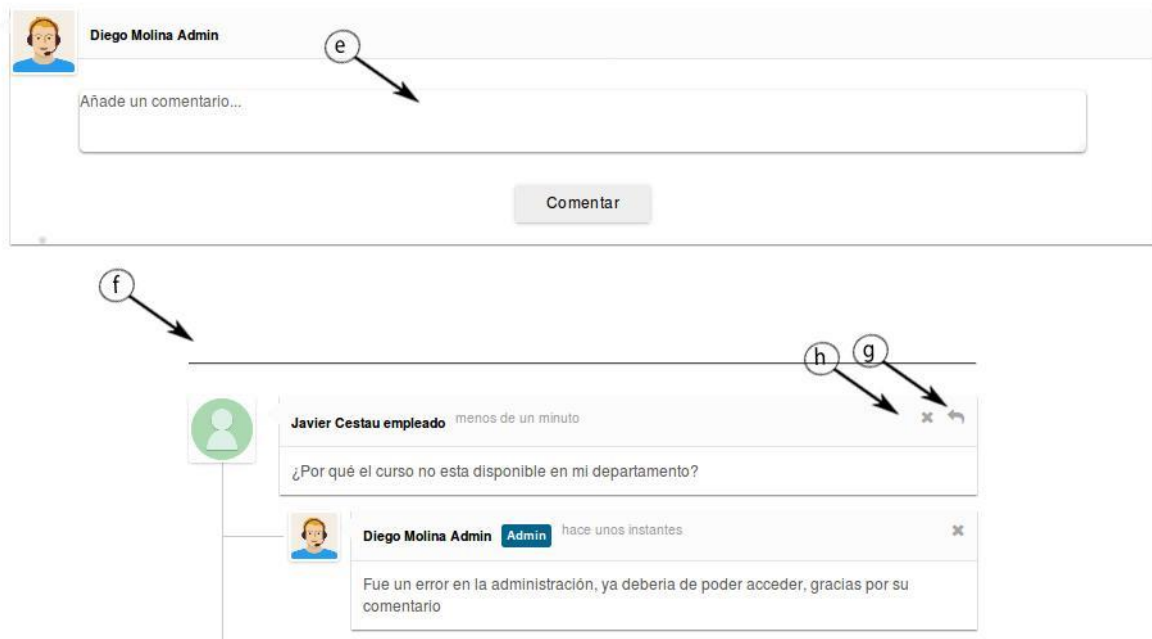 Diego Molina Admin
e
Añade un comentario...
Comentar
f
h
g
Javier Cestau empleado menos de un minuto
¿Por qué el curso no esta disponible en mi departamento?
Diego Molina Admin Admin hace unos instantes
Fue un error en la administración, ya deberia de poder acceder, gracias por su
comentario